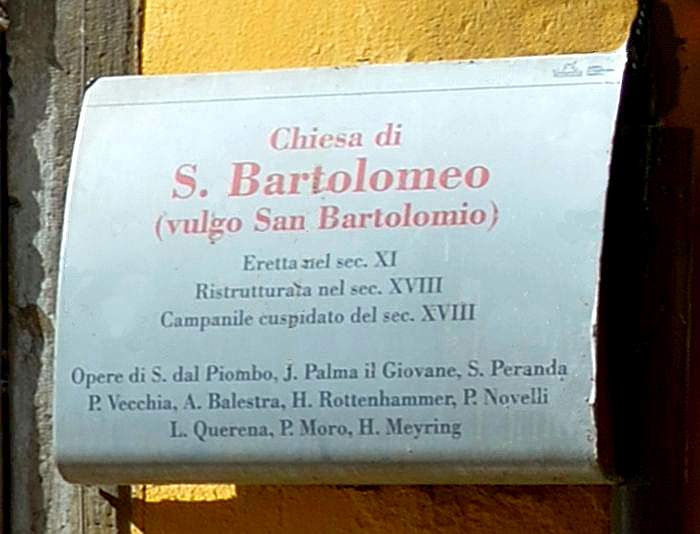 Chiesa di
S. Bartolomeo
(vulgo San Bartolomio)
Eretta nel sec. XI
Ristrutturata nel sec. XVIII
Campanile cuspidato del sec. XVIII
Opere di S. dal Piombo, J. Palma il Giovane, S. Peranda
P. Vecchia, A. Balestra, H. Rottenhammer, P. Novelli
L. Querena, P. Moro, H. Meyring